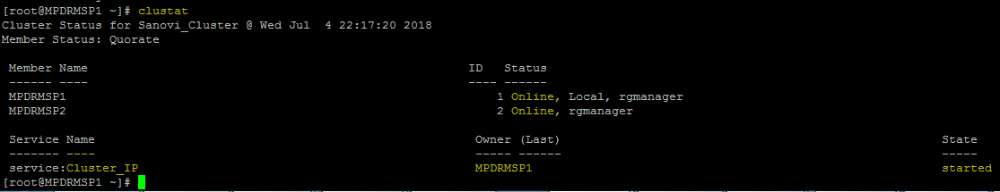 [root@MPDRMSP1 ~]# clustat
Cluster Status for Sanovi_Cluster @ Wed Jul  4 22:17:20 2018
Member Status: Quorate
Member Name ID Status
------ ---- ---- ------
MPDRMSP1 1 Online, Local, rgmanager
MPDRMSP2 2 Online, rgmanager
Service Name Owner (Last) State
------- ---- ----- ------ -----
service:Cluster_IP MPDRMSP1 started
[root@MPDRMSP1 ~]#